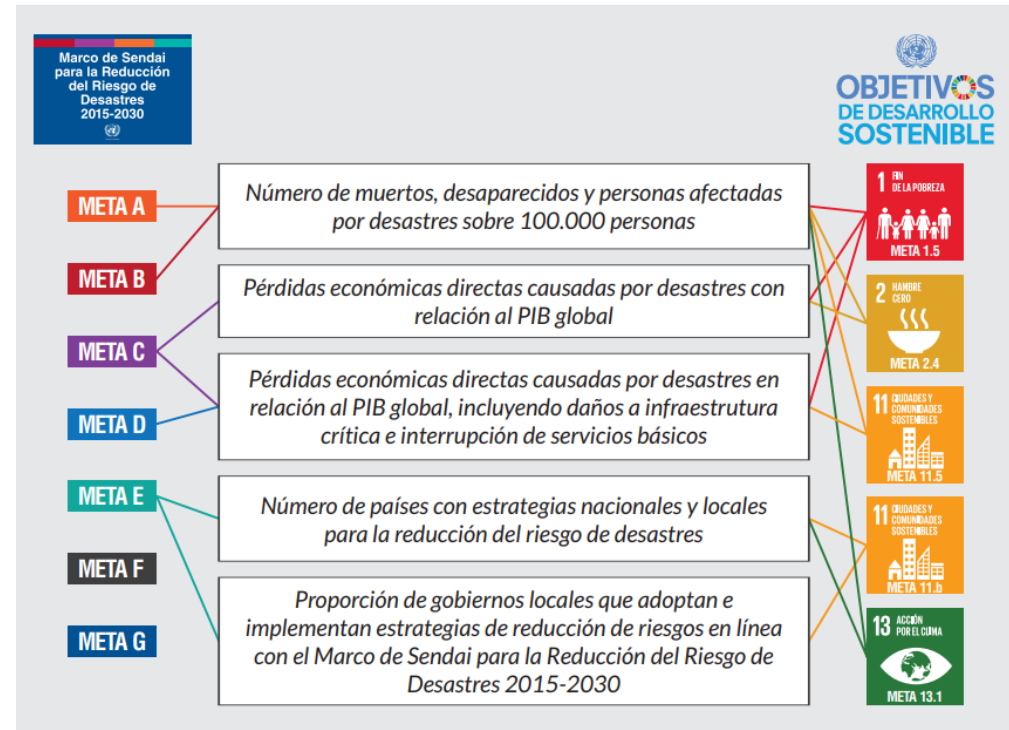 Marco de Sendai
para la Reducción
del Riesgo de
Desastres
2015-2030
OBJETIVOS
DE DESARROLLO
SOSTENIBLE
META A
META B
META C
META D
META E
META F
META G
Número de muertos, desaparecidos y personas afectadas
por desastres sobre 100.000 personas
Pérdidas económicas directas causadas por desastres con
relación al PIB global
Pérdidas económicas directas causadas por desastres en
relación al PIB global, incluyendo daños a infraestrutura
crítica e interrupción de servicios básicos
Número de países con estrategias nacionales y locales
para la reducción del riesgo de desastres
Proporción de gobiernos locales que adoptan e
implementan estrategias de reducción de riesgos en línea
con el Marco de Sendai para la Reducción del Riesgo de
Desastres 2015-2030
1 FIN
DE LA POBREZA
META 1.5
2 HAMBRE
CERO
META 2.4
11 CIUDADES Y
COMUNIDADES
SOSTENIBLES
META 11.5
11 CIUDADES Y
COMUNIDADES
SOSTENIBLES
META 11.b
13 ACCIÓN
POR EL CLIMA
META 13.1